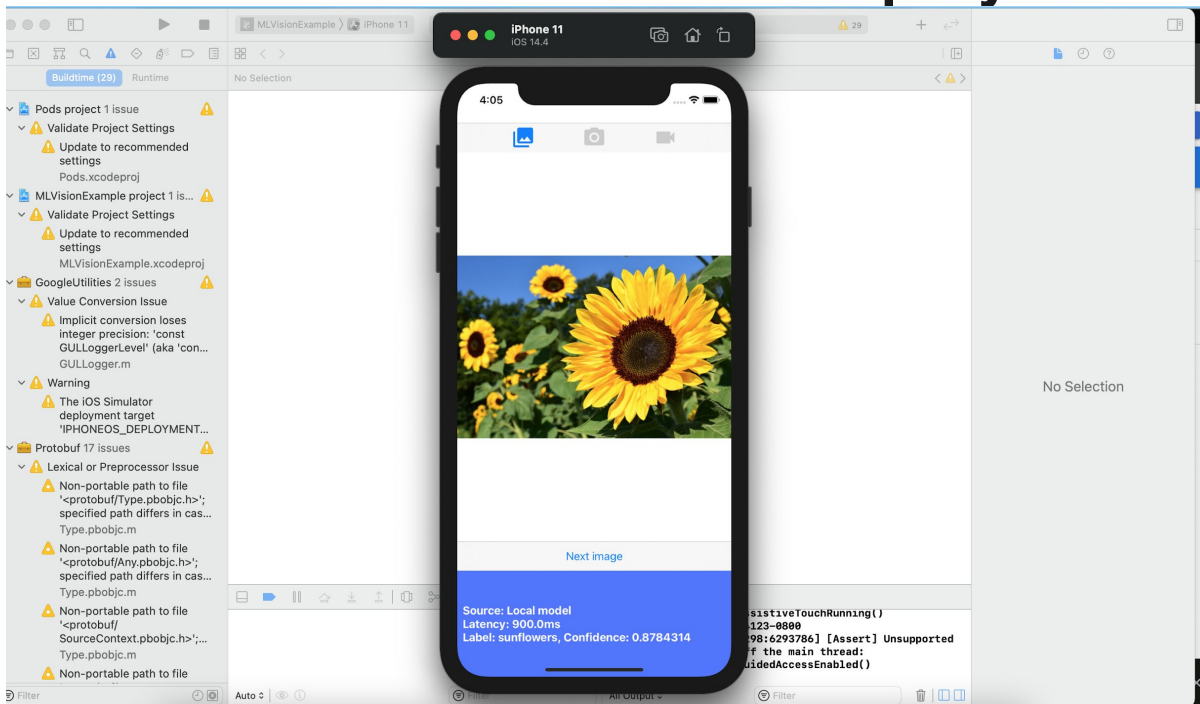 MLVisionExample 〉 iPhone 11
29
iPhone 11
iOS 14.4
Buildtime (29) Runtime
No Selection
Pods project 1 issue
Validate Project Settings
Update to recommended
settings
Pods.xcodeproj
MLVisionExample project 1 is...
Validate Project Settings
Update to recommended
settings
MLVisionExample.xcodeproj
GoogleUtilities 2 issues
Value Conversion Issue
Implicit conversion loses
integer precision: 'const
GULLoggerLevel' (aka 'con...
GULLogger.m
Warning
The iOS Simulator
deployment target
'IPHONEOS_DEPLOYMENT...
Protobuf 17 issues
Lexical or Preprocessor Issue
Non-portable path to file
'<protobuf/Type.pbobjc.h>';
specified path differs in cas...
Type.pbobjc.m
Non-portable path to file
'<protobuf/Any.pbobjc.h>';
specified path differs in cas...
Type.pbobjc.m
Non-portable path to file
'<protobuf/
SourceContext.pbobjc.h>';...
Type.pbobjc.m
Non-portable path to file
Filter
4:05
Next image
Source: Local model
Latency: 900.0ms
Label: sunflowers, Confidence: 0.8784314
ssistiveTouchRunning()
4123-0800
298:6293786] [Assert] Unsupported
ff the main thread:
uidedAccessEnabled()
Auto
Filter
All Output
Filter
No Selection